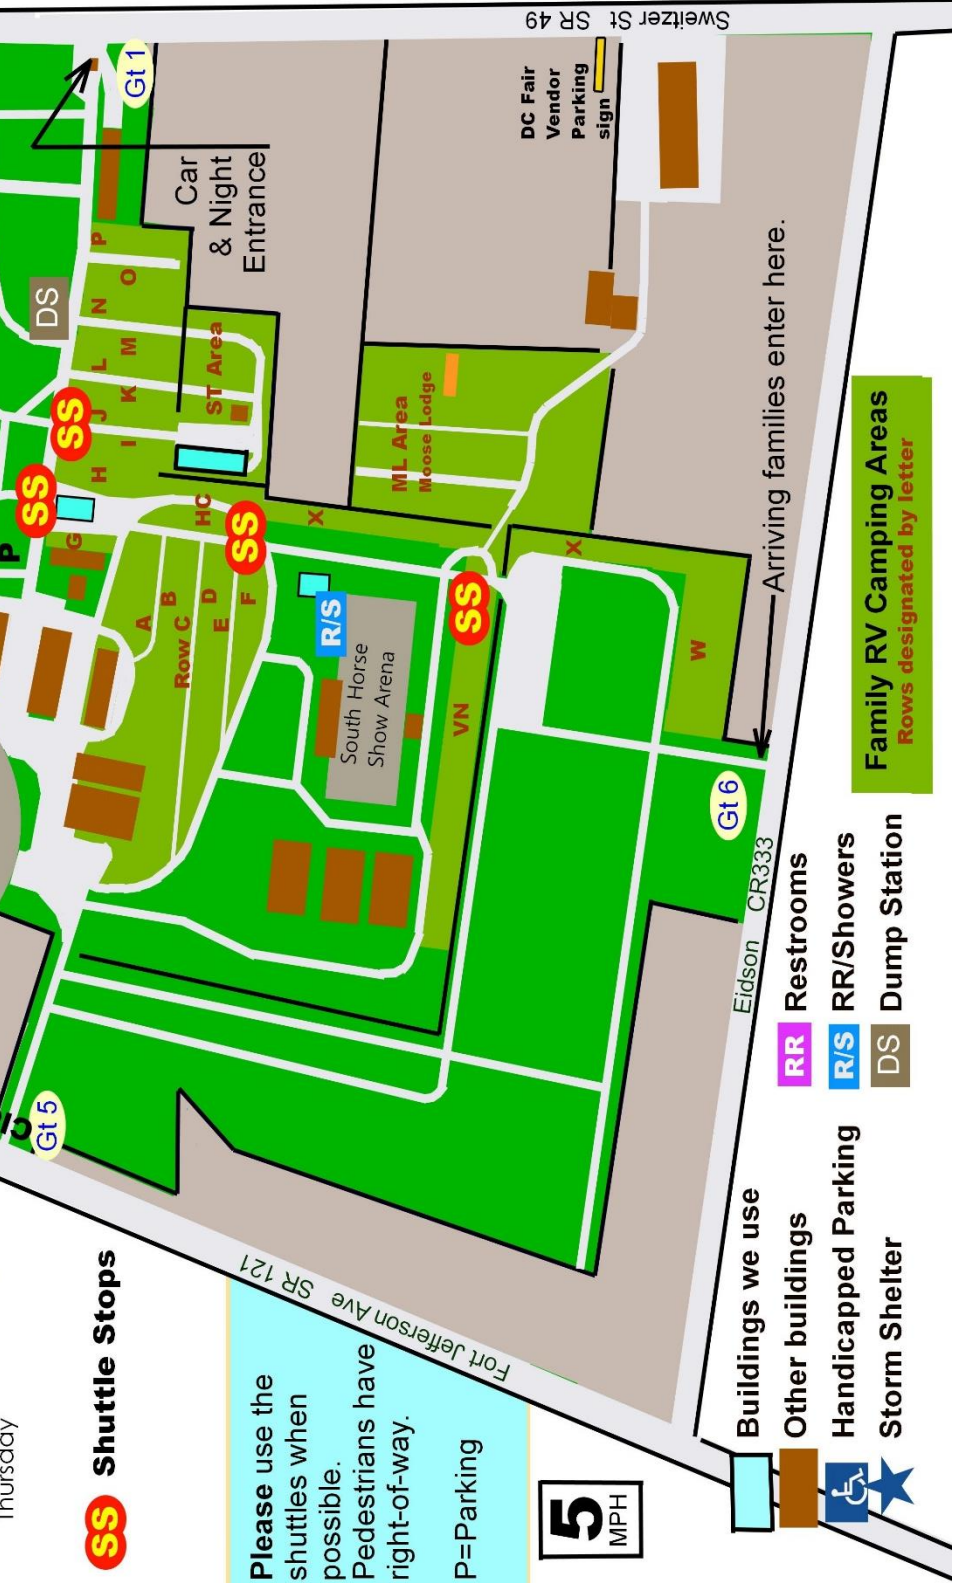 Sweitzer St SR 49
Gt 1
Car
& Night
Entrance
DC Fair
Vendor
Parking
sign
DS
P
O
N
M
L
K
J
I
H
ST Area
SS
SS
P
G
HC
SS
X
ML Area
Moose Lodge
A
B
Row C
D
E
F
R/S
South Horse
Show Arena
SS
X
W
VN
Arriving families enter here.
Gt 6
Eidson CR333
Gt 5
Fort Jefferson Ave SR 121
Family RV Camping Areas
Rows designated by letter
RR Restrooms
R/S RR/Showers
DS Dump Station
Buildings we use
Other buildings
Handicapped Parking
Storm Shelter
Thursday
SS Shuttle Stops
Please use the
shuttles when
possible.
Pedestrians have
right-of-way.
P=Parking
5
MPH